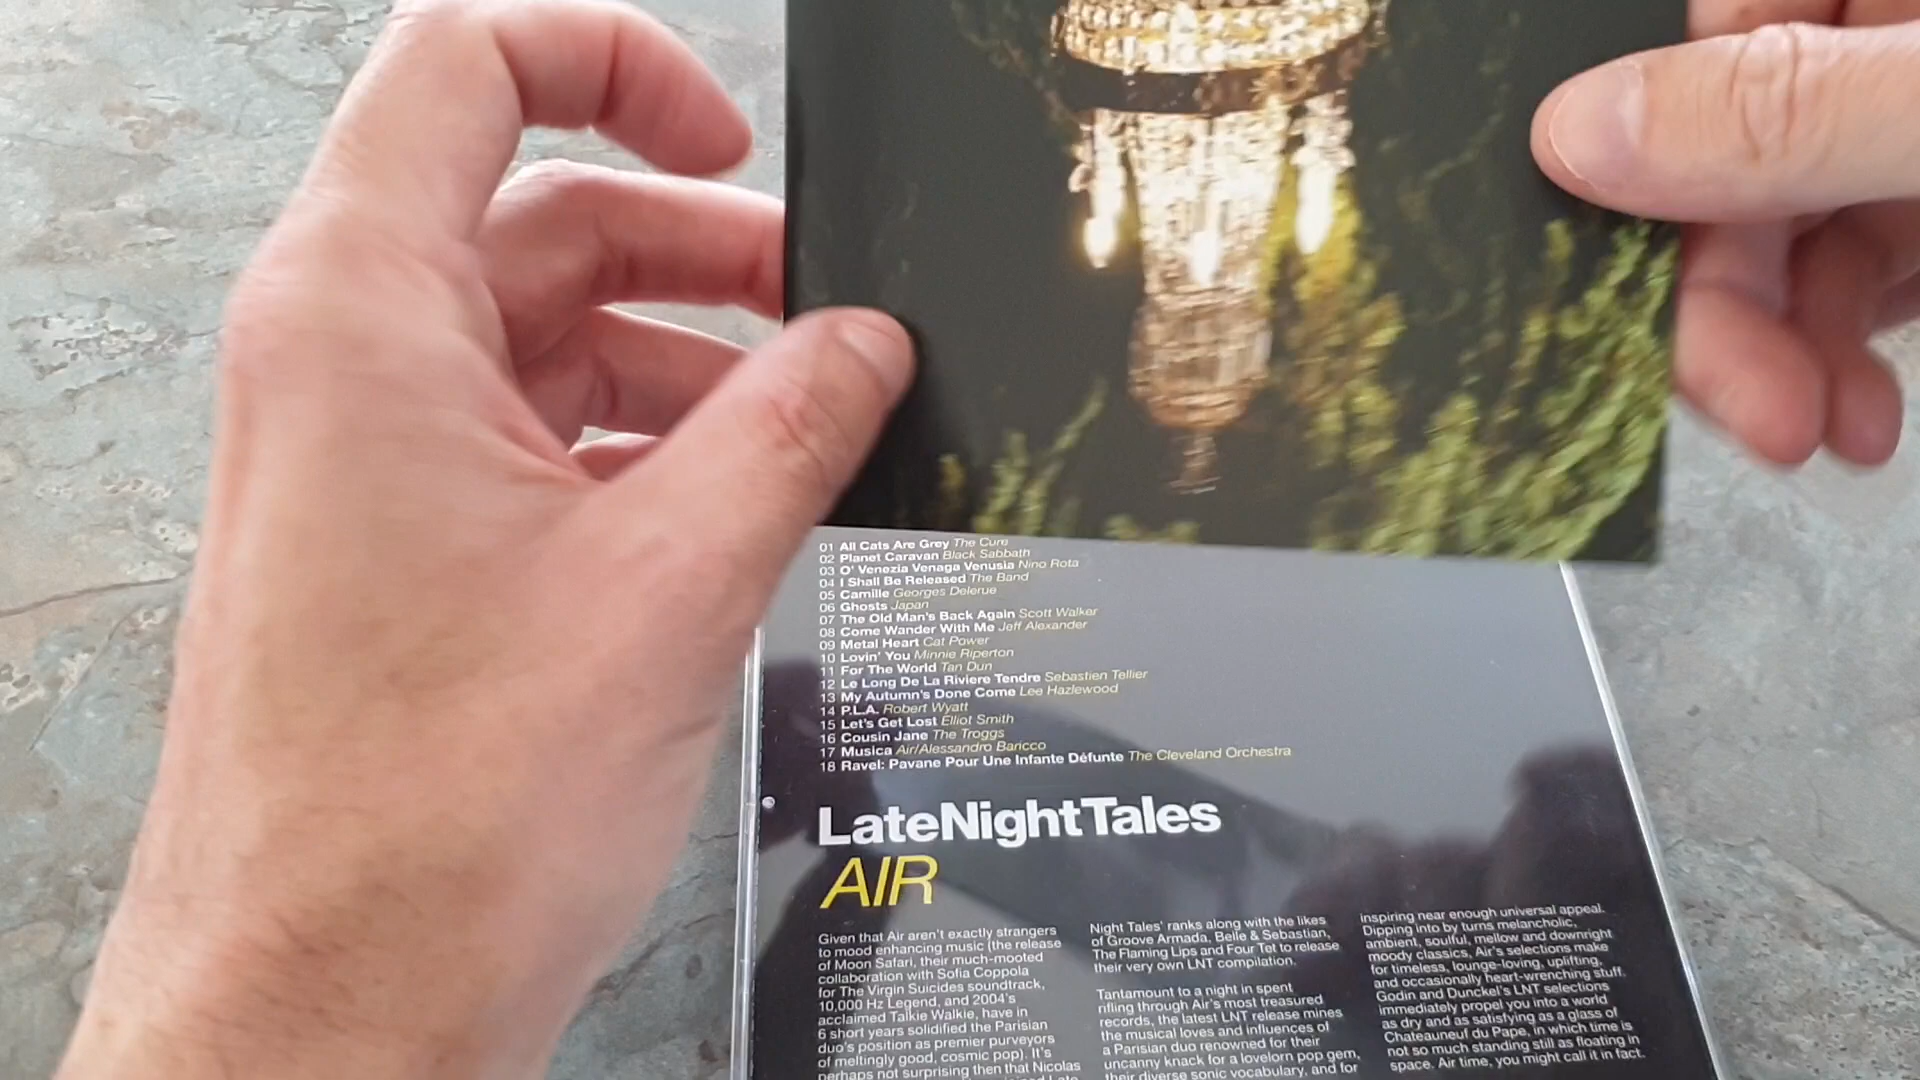 01 All Cats Are Grey The Cure
02 Planet Caravan Black Sabbath
03 O' Venezia Venaga Venusia Nino Rota
04 I Shall Be Released The Band
05 Camille Georges Delerue
06 Ghosts Japan
07 The Old Man's Back Again Scott Walker
08 Come Wander With Me Jeff Alexander
09 Metal Heart Cat Power
10 Lovin' You Minnie Riperton
11 For The World Tan Dun
12 Le Long De La Riviere Tendre Sebastien Tellier
13 My Autumn's Done Come Lee Hazlewood
14 P.L.A. Robert Wyatt
15 Let's Get Lost Elliot Smith
16 Cousin Jane The Troggs
17 Musica Air/Alessandro Baricco
18 Ravel: Pavane Pour Une Infante Défunte The Cleveland Orchestra
LateNightTales
AIR
Given that Air aren't exactly strangers
to mood enhancing music (the release
of Moon Safari, their much-mooted
collaboration with Sofia Coppola
for The Virgin Suicides soundtrack,
10,000 Hz Legend, and 2004's
acclaimed Talkie Walkie, have in
6 short years solidified the Parisian
duo's position as premier purveyors
of meltingly good, cosmic pop). It's
perhaps not surprising then that Nicolas
Night Tales' ranks along with the likes
of Groove Armada, Belle & Sebastian,
The Flaming Lips and Four Tet to release
their very own LNT compilation.
Tantamount to a night in spent
rifling through Air's most treasured
records, the latest LNT release mines
the musical loves and influences of
a Parisian duo renowned for their
uncanny knack for a lovelorn pop gem,
their diverse sonic vocabulary, and for
inspiring near enough universal appeal.
Dipping into by turns melancholic,
ambient, soulful, mellow and downright
moody classics, Air's selections make
for timeless, lounge-loving, uplifting,
and occasionally heart-wrenching stuff.
Godin and Dunckel's LNT selections
immediately propel you into a world
as dry and as satisfying as a glass of
Chateauneuf du Pape, in which time is
not so much standing still as floating in
space. Air time, you might call it in fact.